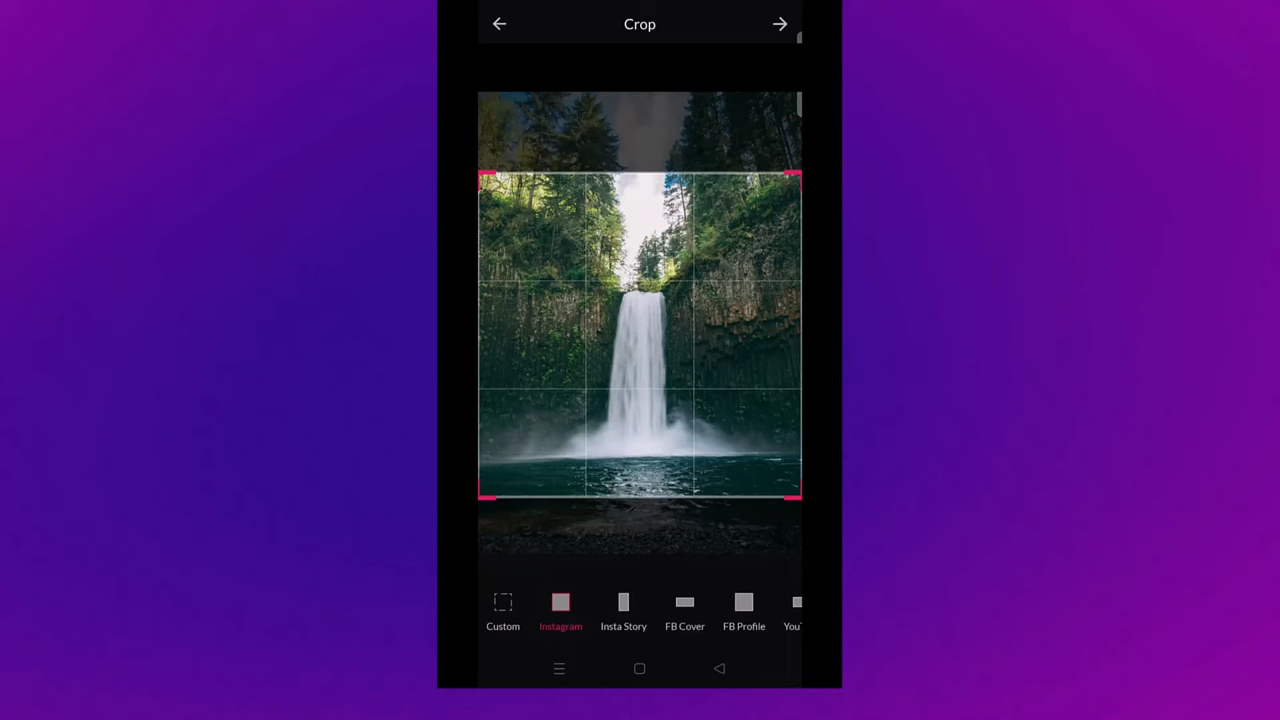 Crop
Custom
Instagram
Insta Story
FB Cover
FB Profile